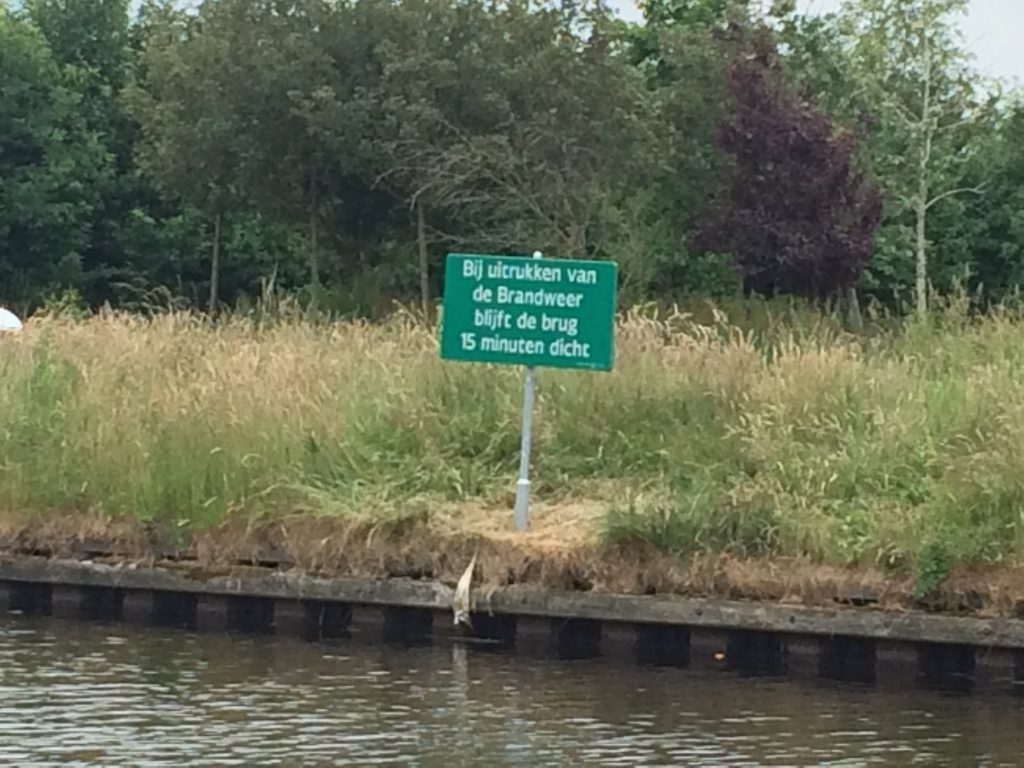 Bij uitrukken van
de Brandweer
blijft de brug
15 minuten dicht